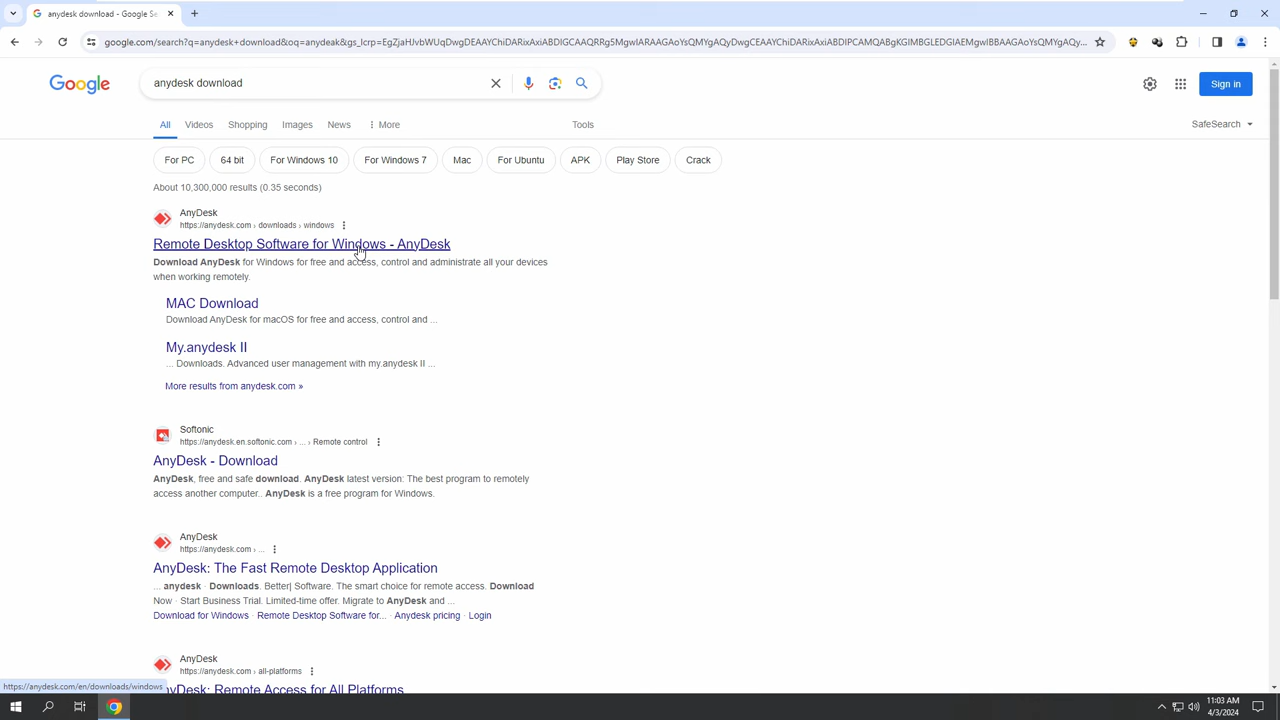 anydesk download - Google Se
google.com/search?q=anydesk+download&oq=anydeak&gs_lcrp=
Google
anydesk download
Sign in
All Videos Shopping Images News More Tools
SafeSearch
For PC 64 bit For Windows 10 For Windows 7 Mac For Ubuntu APK Play Store Crack
About 10,300,000 results (0.35 seconds)
AnyDesk
https://anydesk.com › downloads › windows
Remote Desktop Software for Windows - AnyDesk
Download AnyDesk for Windows for free and access, control and administrate all your devices
when working remotely.
MAC Download
Download AnyDesk for macOS for free and access, control and ...
My.anydesk II
... Downloads. Advanced user management with my.anydesk II ...
More results from anydesk.com »
Softonic
https://anydesk.en.softonic.com › ... › Remote control
AnyDesk - Download
AnyDesk, free and safe download. AnyDesk latest version: The best program to remotely
access another computer.. AnyDesk is a free program for Windows.
AnyDesk
https://anydesk.com › ...
AnyDesk: The Fast Remote Desktop Application
... anydesk · Downloads. Better| Software. The smart choice for remote access. Download
Now · Start Business Trial. Limited-time offer. Migrate to AnyDesk and ...
Download for Windows · Remote Desktop Software for... · Anydesk pricing · Login
AnyDesk
https://anydesk.com › all-platforms
nyDesk: Remote Access for All Platforms
https://anydesk.com/en/downloads/windows
11:03 AM
4/3/2024